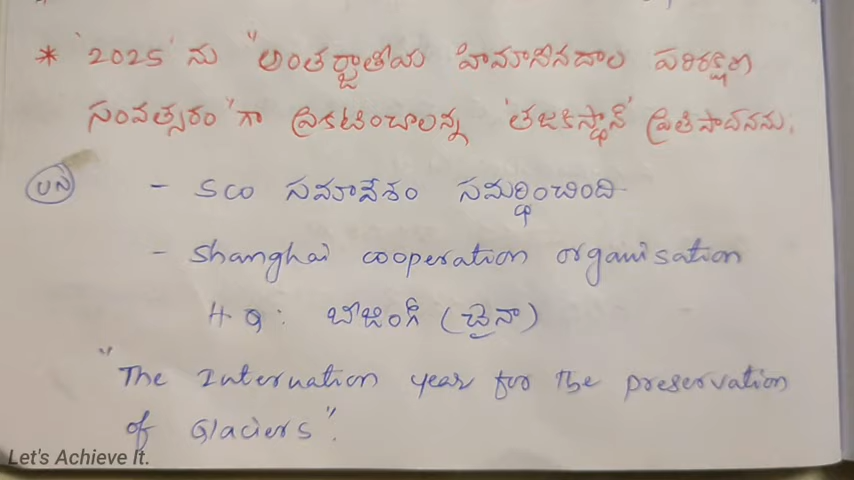 * '2025' ను "అంతర్జాతీయ హిమానీనదాల పరిరక్షణ
సంవత్సరం"గా ప్రకటించాలన్న 'తజకిస్థాన్' ప్రతిపాదనను.
- SCO సమావేశం సమర్థించింది
- Shanghai cooperation organisation
HQ: బీజింగ్ (చైనా)
"The Internation year for the preservation
of Glaciers".
Let's Achieve It.